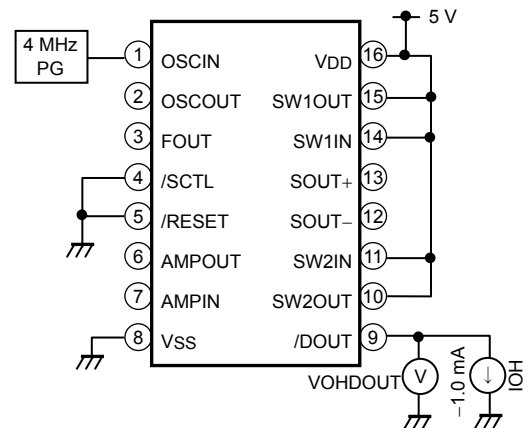 5 V
4 MHz
PG
1 OSCIN
VDD 16
2 OSCOUT
SW1OUT 15
3 FOUT
SW1IN 14
4 /SCTL
SOUT+ 13
5 /RESET
SOUT− 12
6 AMPOUT
SW2IN 11
7 AMPIN
SW2OUT 10
8 VSS
/DOUT 9
VOHDOUT
V
−1.0 mA
↓
IOH